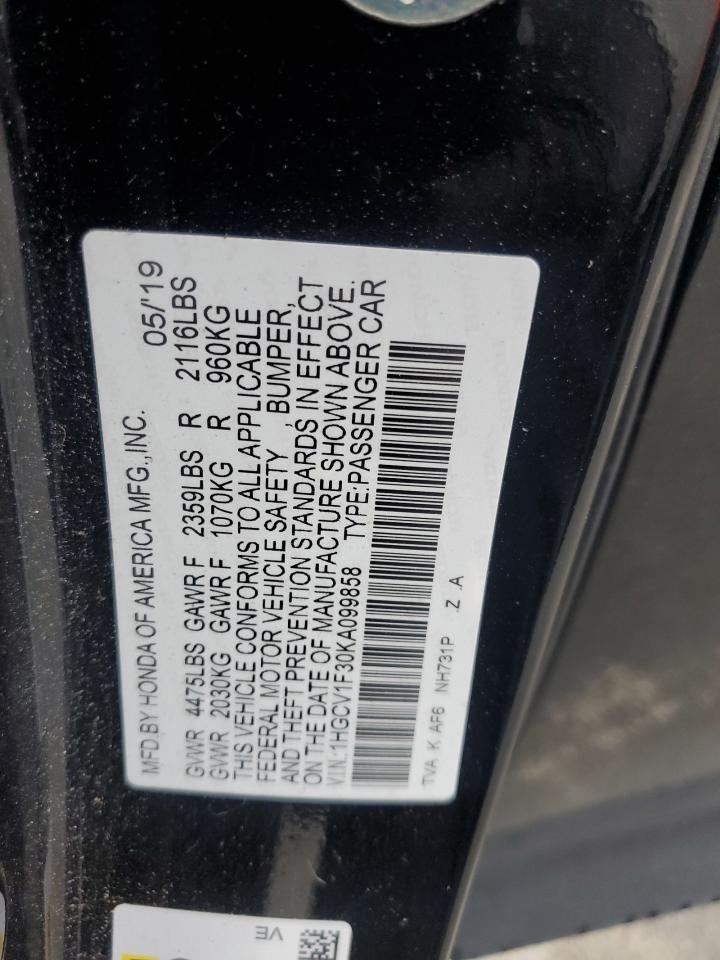 MFD.BY HONDA OF AMERICA MFG.,INC. 05/'19
GVWR 4475LBS GAWR F 2359LBS R 2116LBS
GVWR 2030KG GAWR F 1070KG R 960KG
THIS VEHICLE CONFORMS TO ALL APPLICABLE
FEDERAL MOTOR VEHICLE SAFETY , BUMPER,
AND THEFT PREVENTION STANDARDS IN EFFECT
ON THE DATE OF MANUFACTURE SHOWN ABOVE.
V.I.N.:1HGCV1F30KA099858 TYPE:PASSENGER CAR
TVA K AF6 NH731P .Z .A
VE